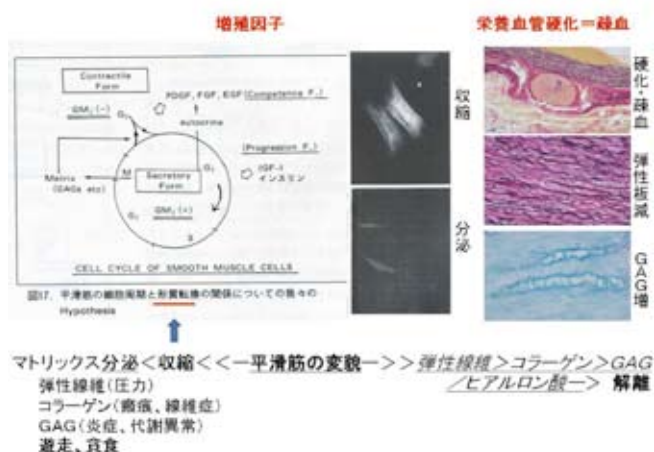 増殖因子
栄養血管硬化＝疎血
Contractile
Form
GM₁(−)
G₀
PDGF, FGF, EGF(Competence F.)
autocrine
(Progression F.)
IGF-I
インスリン
Matrix
(GAGs etc)
M
Secretory
Form
G₁
G₂
GM₁(+)
S
CELL CYCLE OF SMOOTH MUSCLE CELLS
図17. 平滑筋の細胞周期と形質転換の関係についての我々の
Hypothesis
収縮
分泌
硬化・疎血
弾性板減
GAG増
マトリックス分泌＜収縮＜＜―平滑筋の変貌―＞＞弾性線維＞コラーゲン＞GAG
／ヒアルロン酸―＞ 解離
弾性線維(圧力)
コラーゲン(瘢痕、線維症)
GAG(炎症、代謝異常)
遊走、貪食